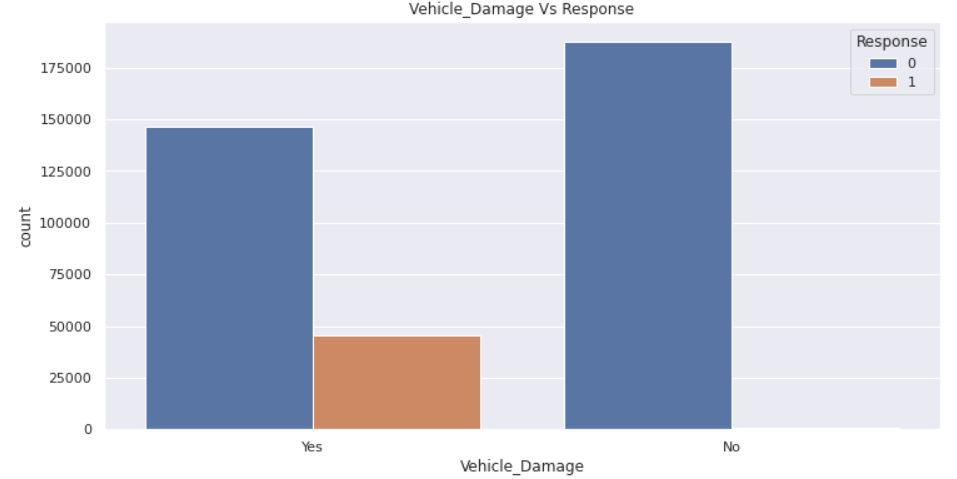 Vehicle_Damage Vs Response
Response
0
1
175000
150000
125000
100000
75000
50000
25000
0
count
Yes No
Vehicle_Damage